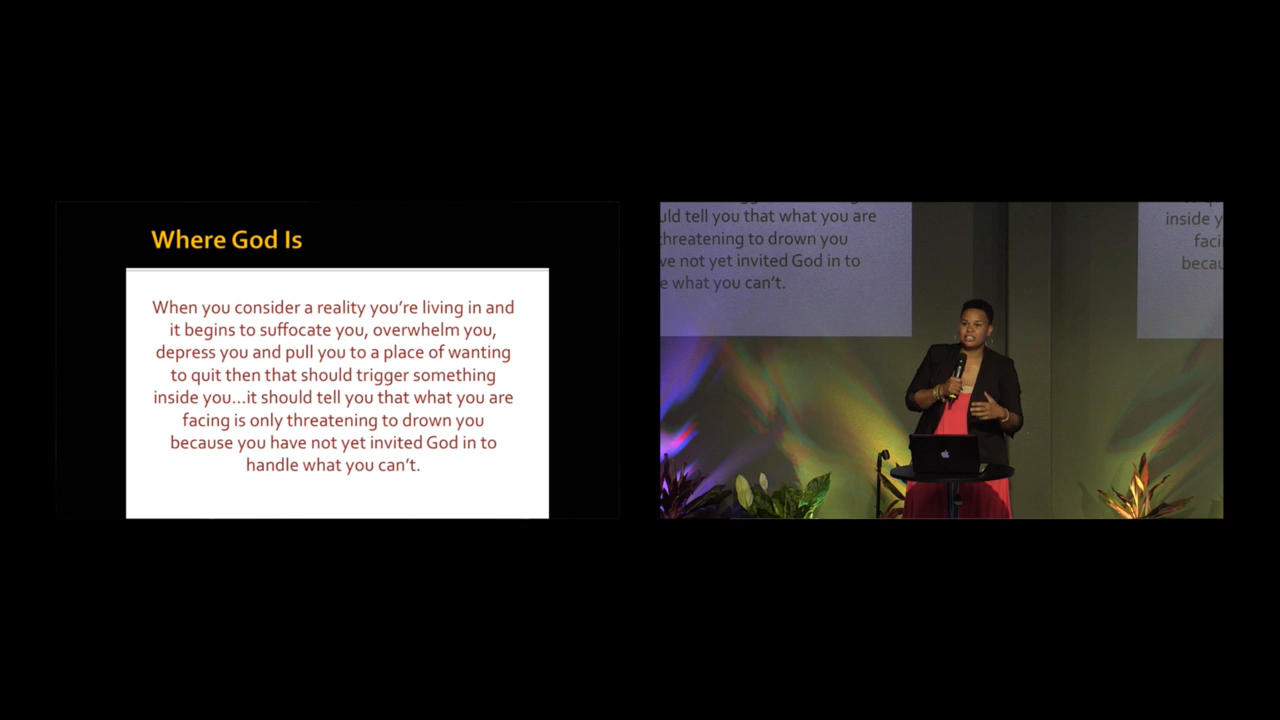 Where God Is
When you consider a reality you're living in and
it begins to suffocate you, overwhelm you,
depress you and pull you to a place of wanting
to quit then that should trigger something
inside you...it should tell you that what you are
facing is only threatening to drown you
because you have not yet invited God in to
handle what you can't.
uld tell you that what you are
threatening to drown you
ve not yet invited God in to
e what you can't.
inside y
faci
becau